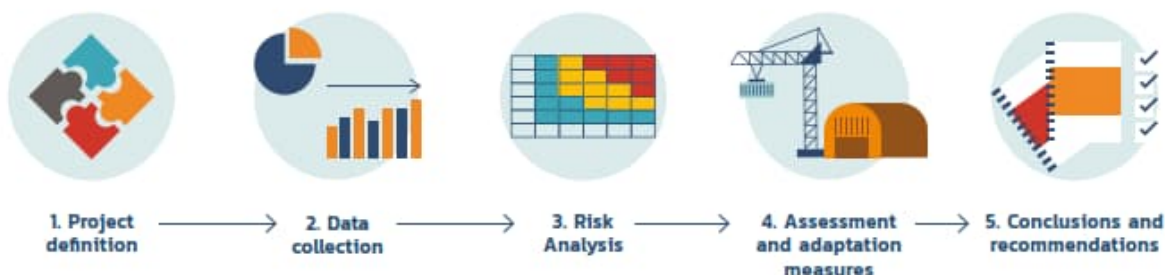 1. Project
definition
2. Data
collection
3. Risk
Analysis
4. Assessment
and adaptation
measures
5. Conclusions and
recommendations